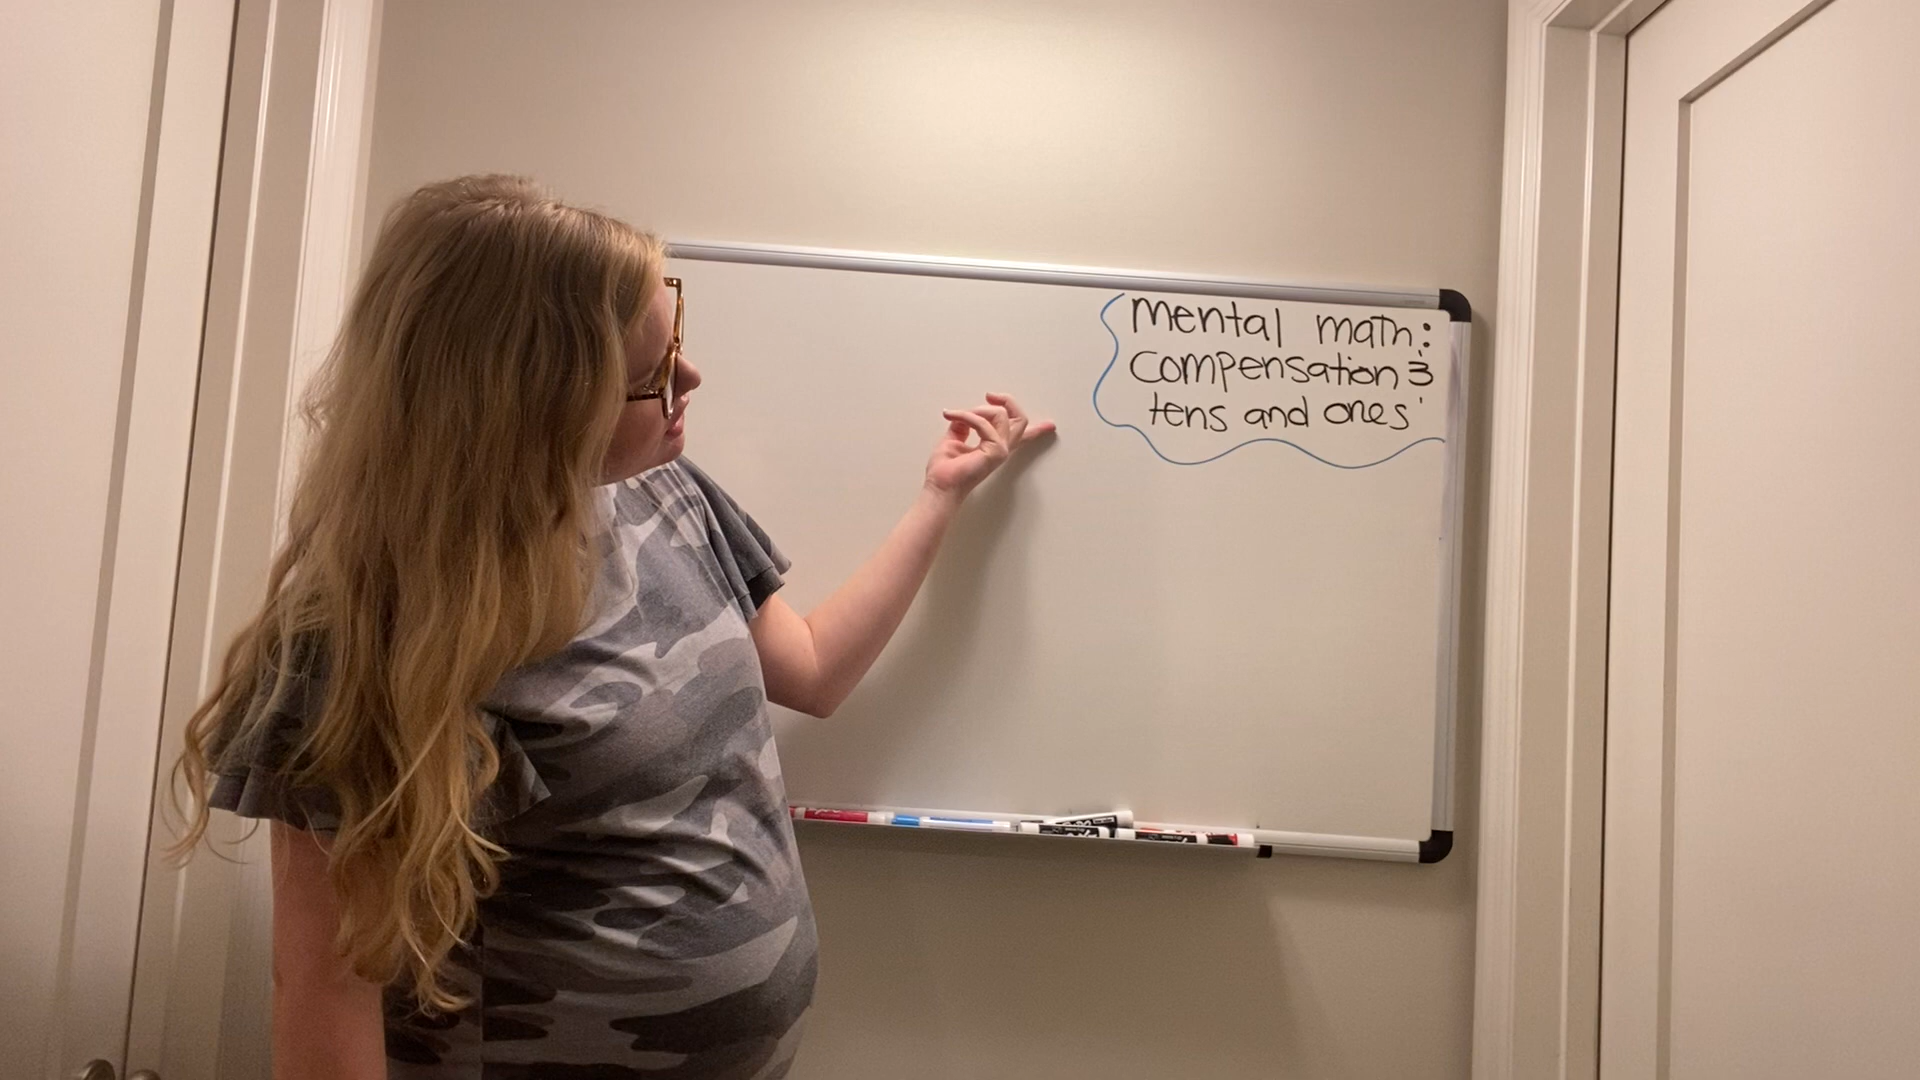 mental math:
compensation &
tens and ones